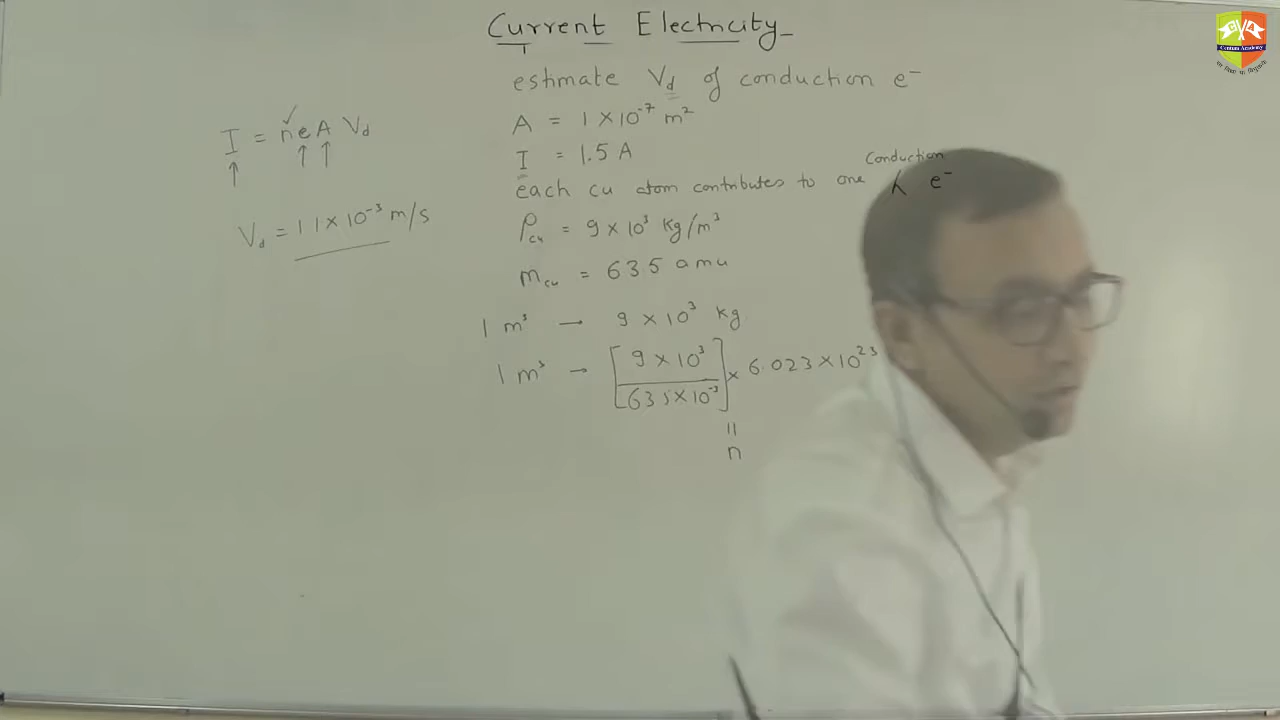 Current Electricity
estimate Vd of conduction e⁻
A = 1 × 10⁻⁷ m²
I = 1.5 A
Conduction
each cu atom contributes to one ʎ e⁻
ρcu = 9 × 10³ kg/m³
mcu = 63.5 amu
1 m³ → 9 × 10³ kg
1 m³ → [9 × 10³ / 63.5 × 10⁻³] × 6.023 × 10²³
=
n
I = neA Vd
Vd = 1.1 × 10⁻³ m/s
Centum Academy